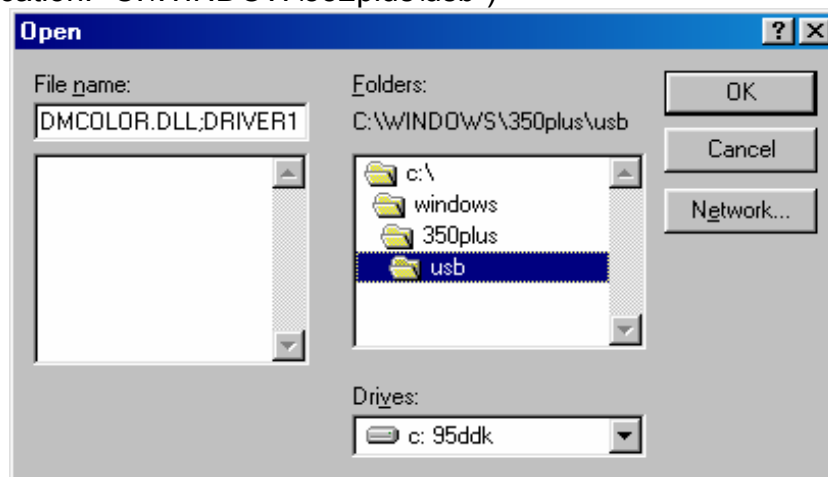 Open
File name:
DMCOLOR.DLL;DRIVER1
Folders:
C:\WINDOWS\350plus\usb
c:\
windows
350plus
usb
Drives:
c: 95ddk
OK
Cancel
Network...